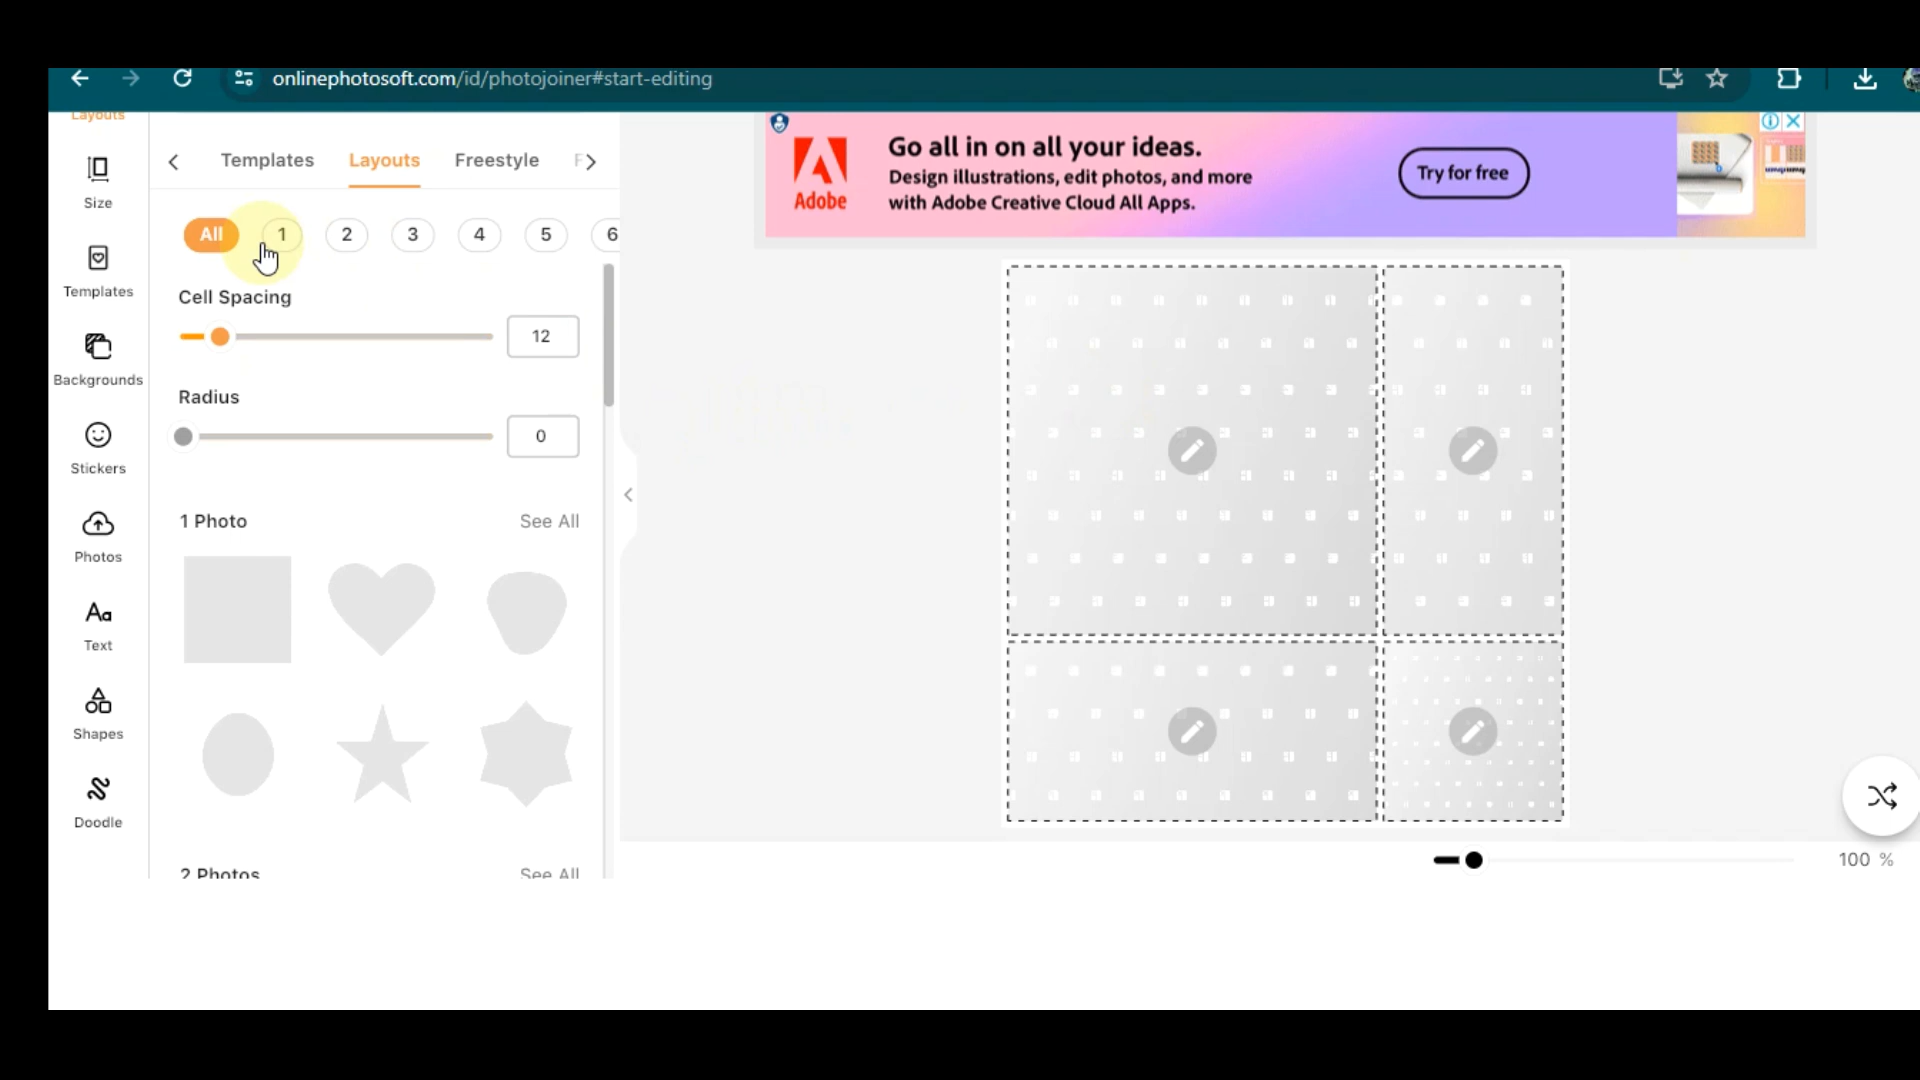 onlinephotosoft.com/id/photojoiner#start-editing
Layouts
Size
Templates
Backgrounds
Stickers
Photos
Text
Shapes
Doodle
Templates Layouts Freestyle F
All 1 2 3 4 5 6
Cell Spacing
12
Radius
0
1 Photo See All
2 Photos See All
Adobe
Go all in on all your ideas.
Design illustrations, edit photos, and more
with Adobe Creative Cloud All Apps.
Try for free
100 %